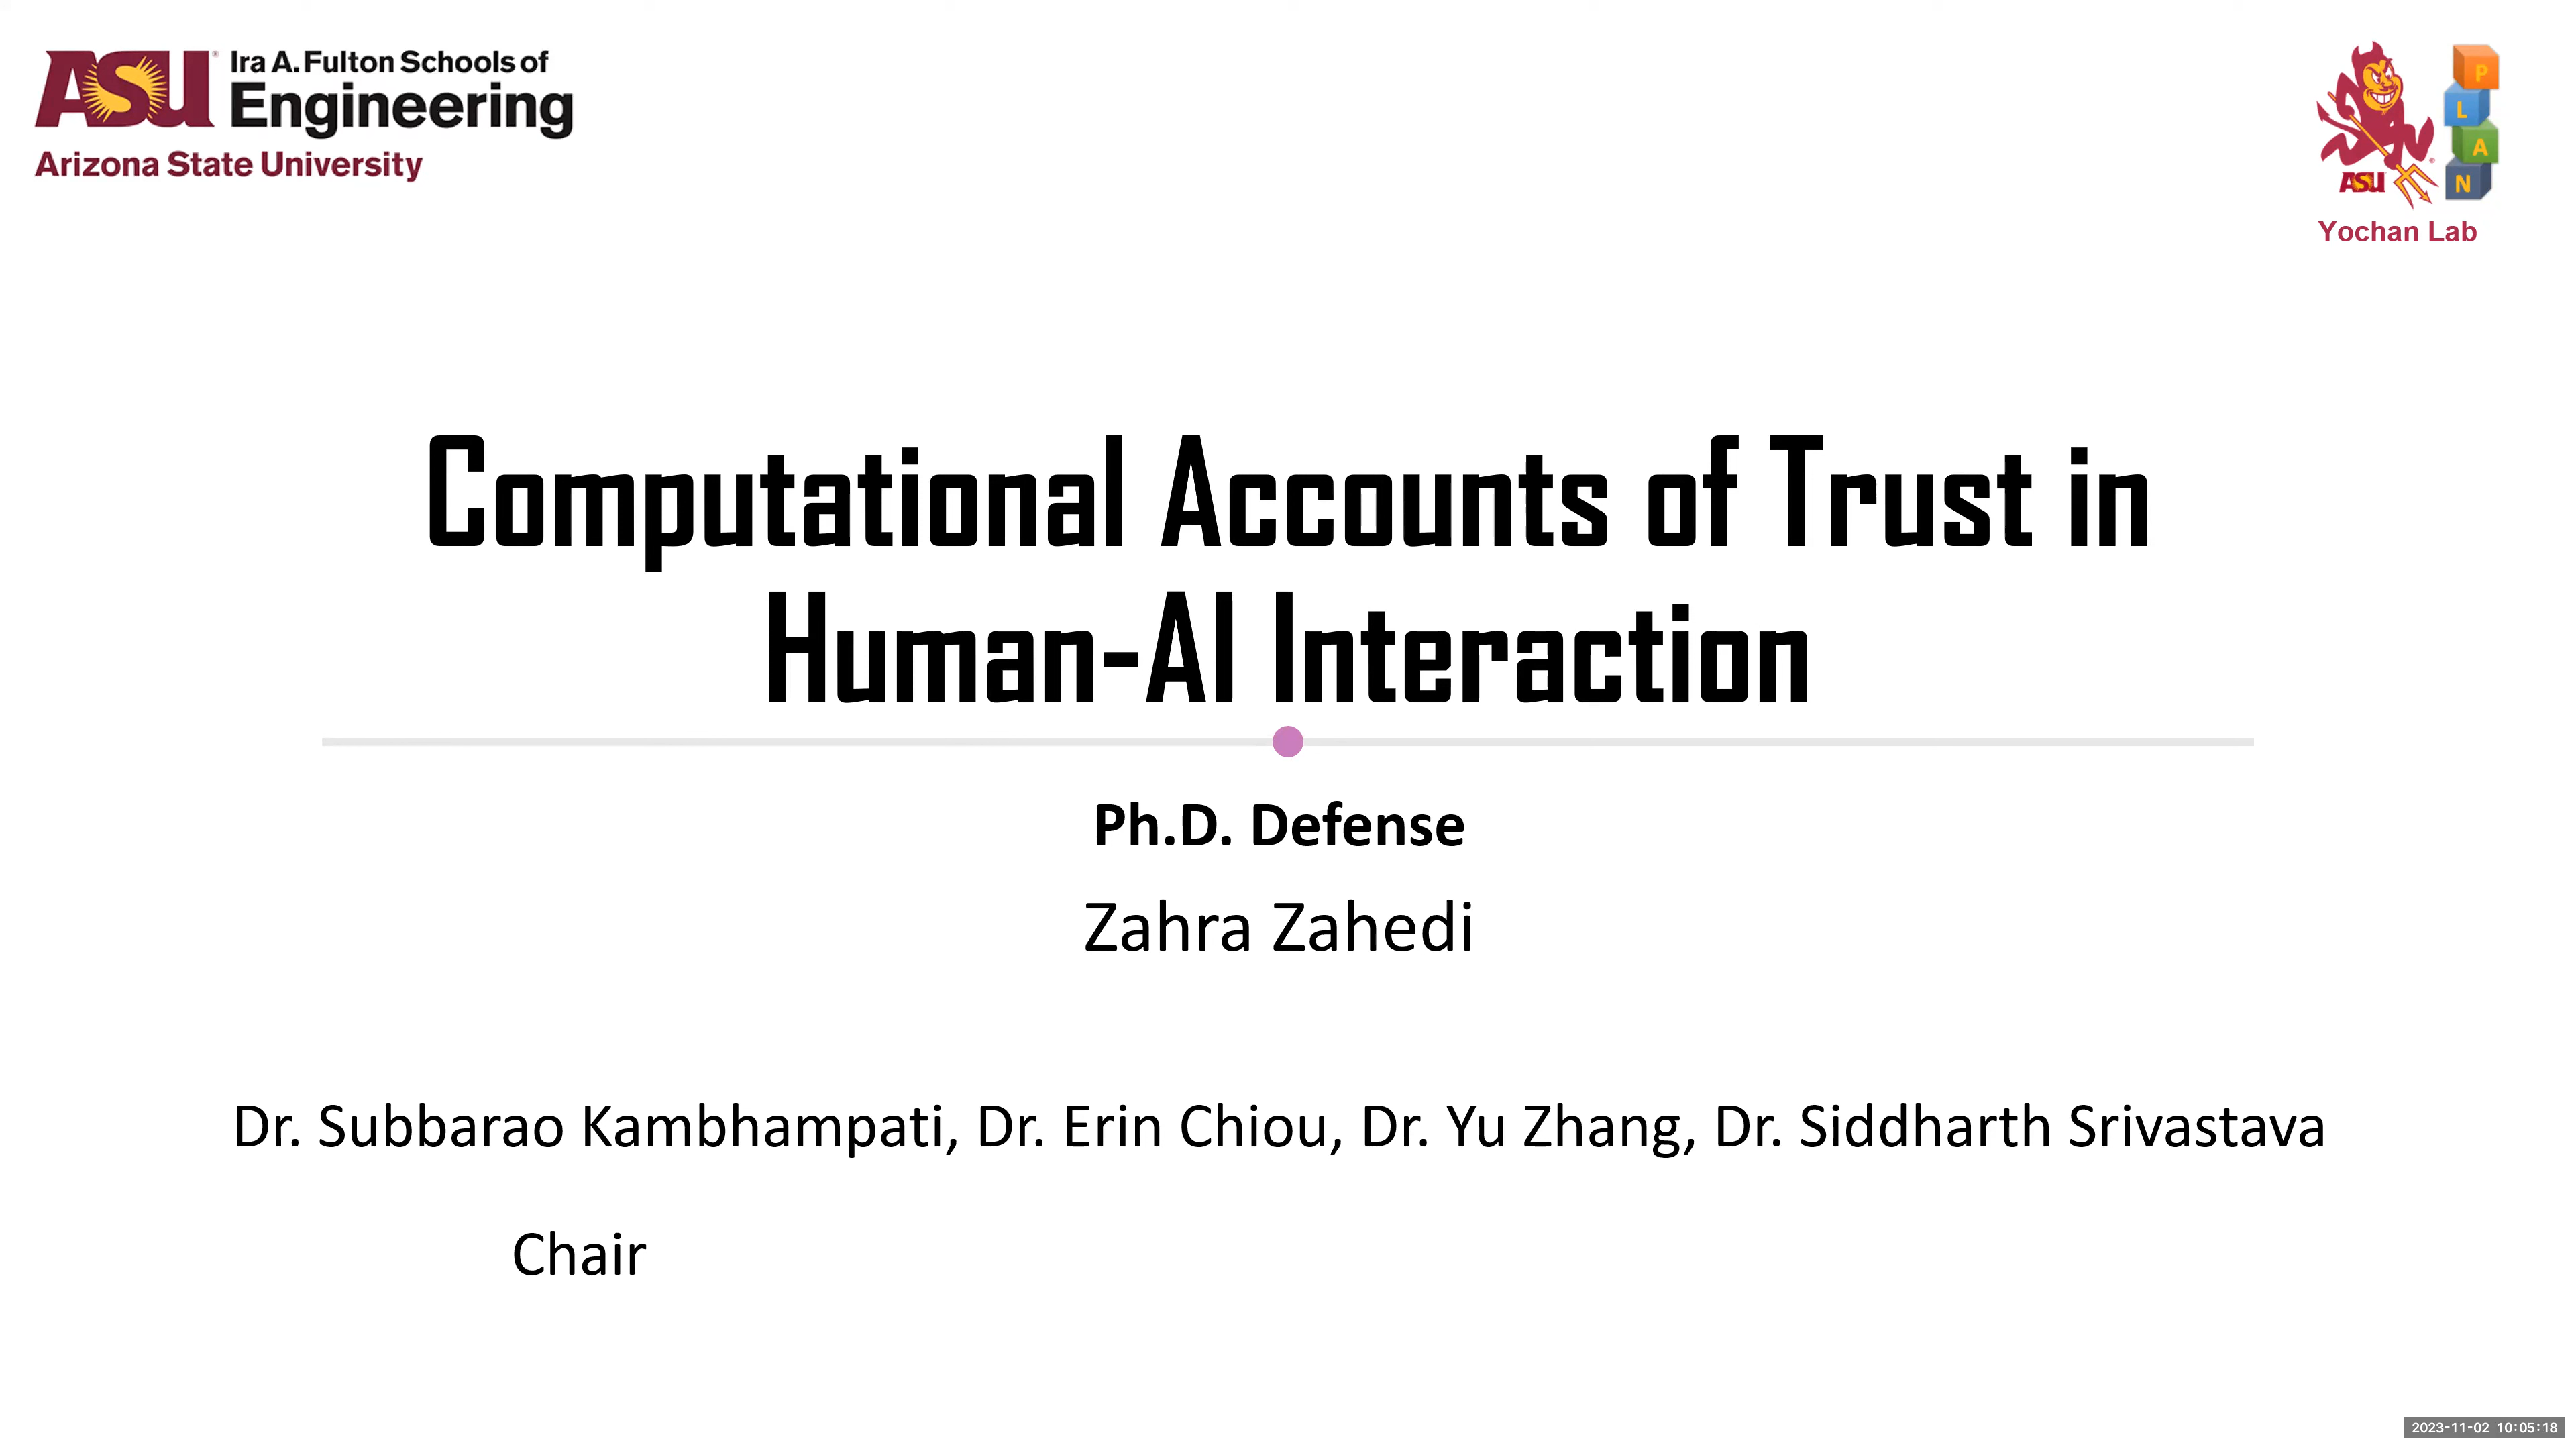 ASU Ira A. Fulton Schools of
Engineering
Arizona State University
P
L
A
N
ASU
Yochan Lab
Computational Accounts of Trust in
Human-AI Interaction
Ph.D. Defense
Zahra Zahedi
Dr. Subbarao Kambhampati, Dr. Erin Chiou, Dr. Yu Zhang, Dr. Siddharth Srivastava
Chair
2023-11-02 10:05:18